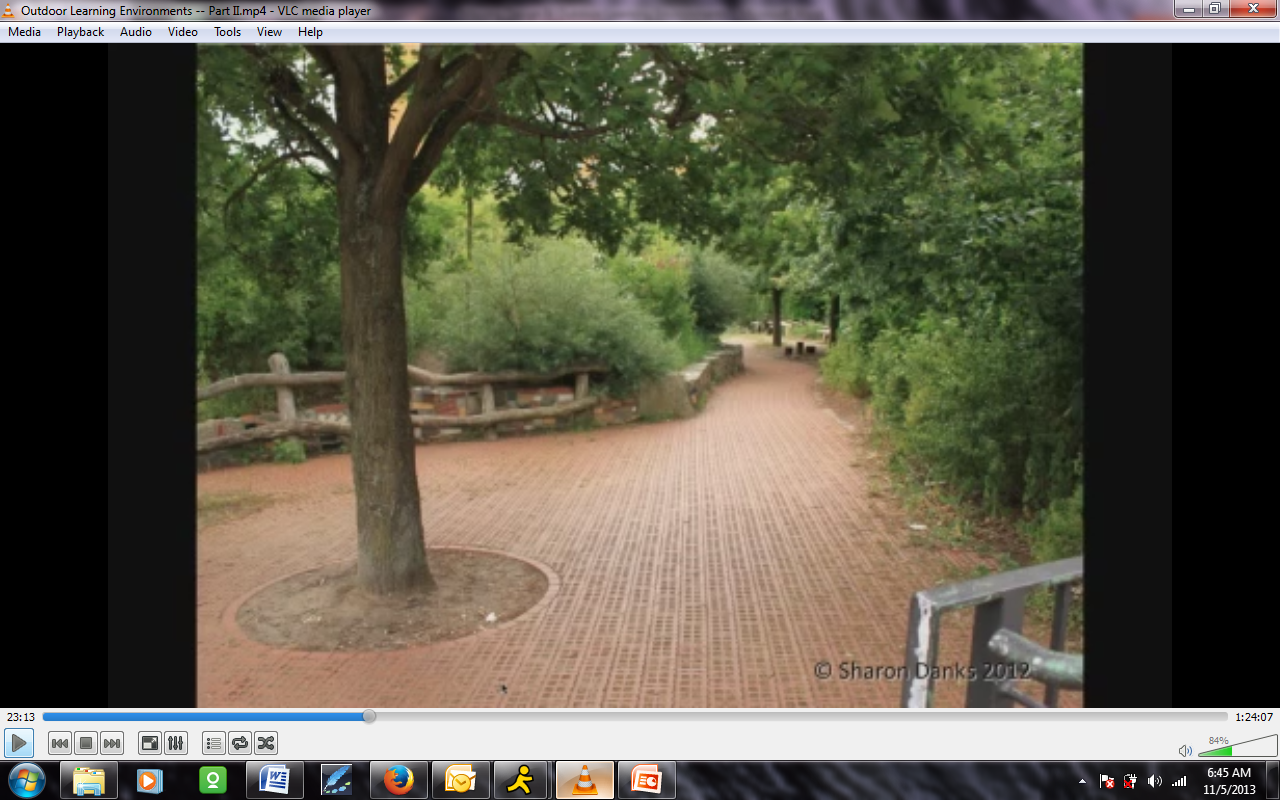 Outdoor Learning Environments -- Part II.mp4 - VLC media player
Media Playback Audio Video Tools View Help
© Sharon Danks 2012
23:13 1:24:07
84%
6:45 AM
11/5/2013